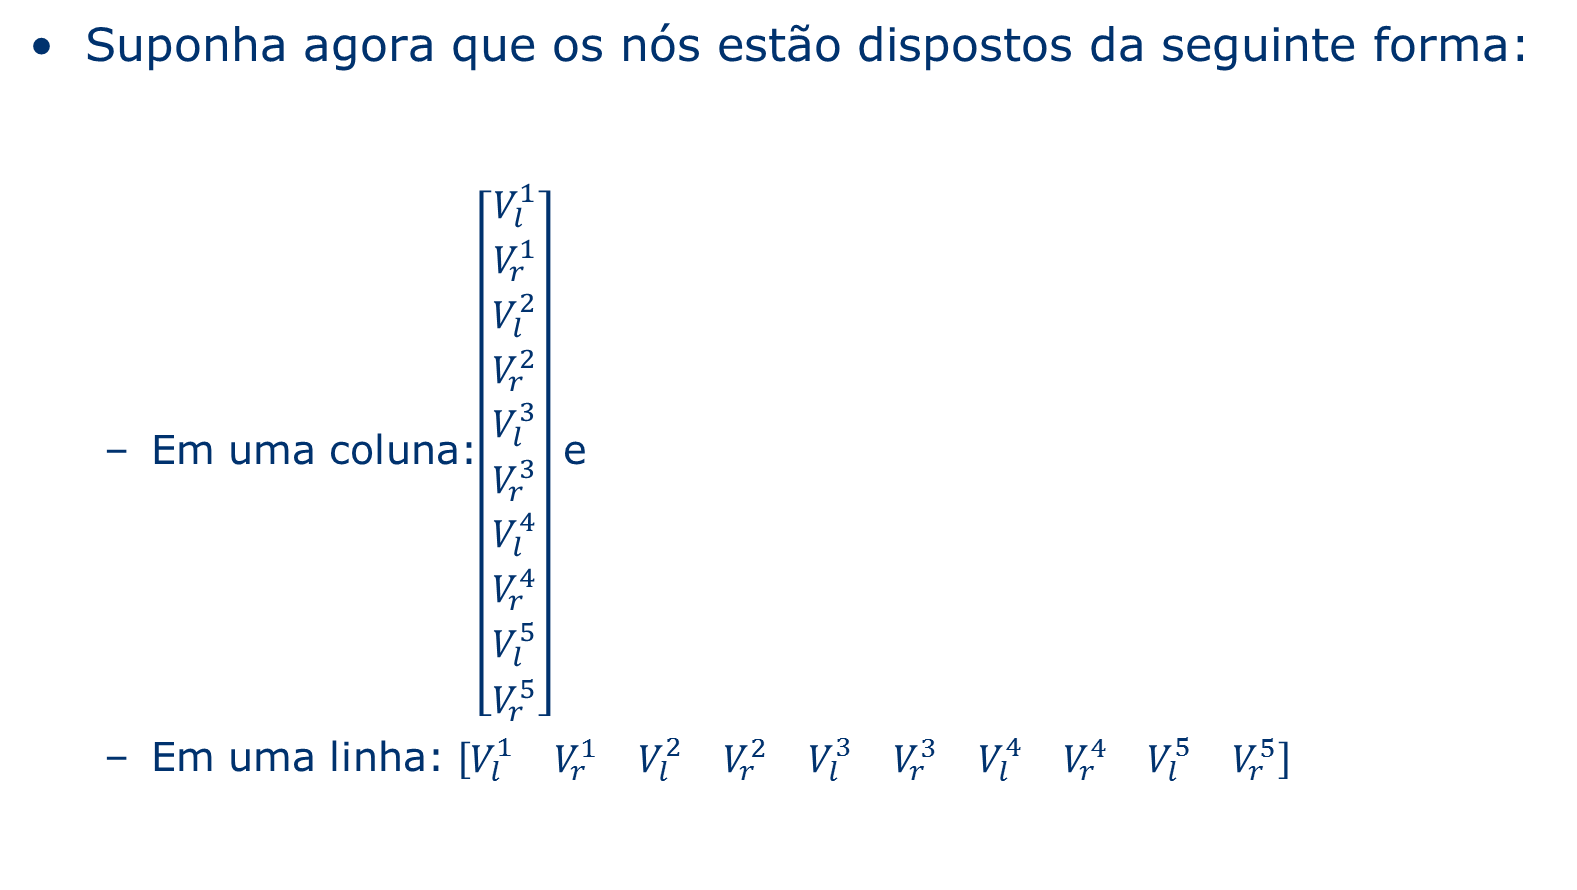 • Suponha agora que os nós estão dispostos da seguinte forma:
– Em uma coluna: [V_l^1
V_r^1
V_l^2
V_r^2
V_l^3
V_r^3
V_l^4
V_r^4
V_l^5
V_r^5] e
– Em uma linha: [V_l^1 V_r^1 V_l^2 V_r^2 V_l^3 V_r^3 V_l^4 V_r^4 V_l^5 V_r^5]